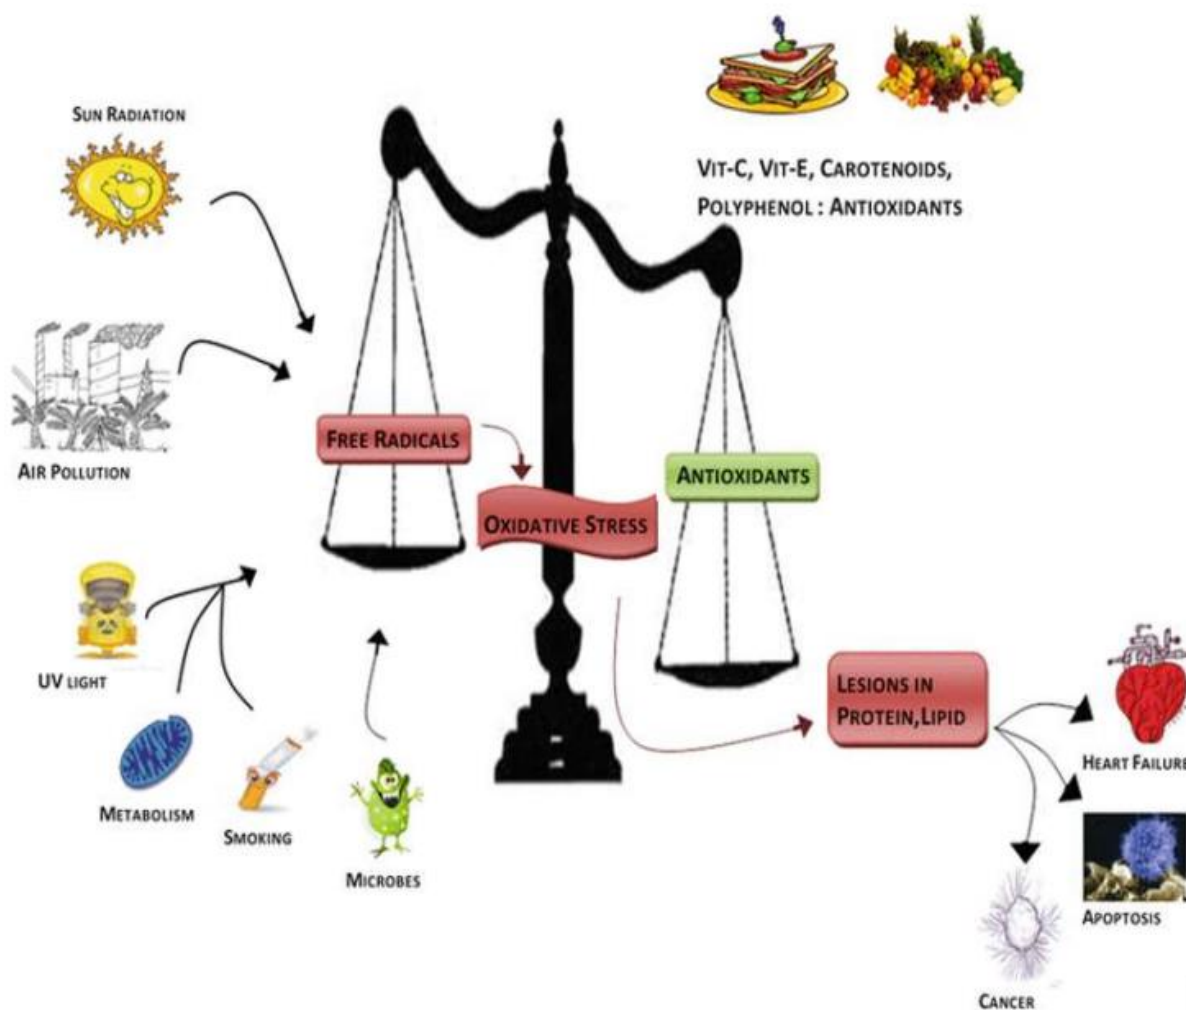 SUN RADIATION
VIT-C, VIT-E, CAROTENOIDS,
POLYPHENOL : ANTIOXIDANTS
AIR POLLUTION
FREE RADICALS
ANTIOXIDANTS
OXIDATIVE STRESS
UV LIGHT
METABOLISM
SMOKING
MICROBES
LESIONS IN
PROTEIN,LIPID
HEART FAILURE
APOPTOSIS
CANCER